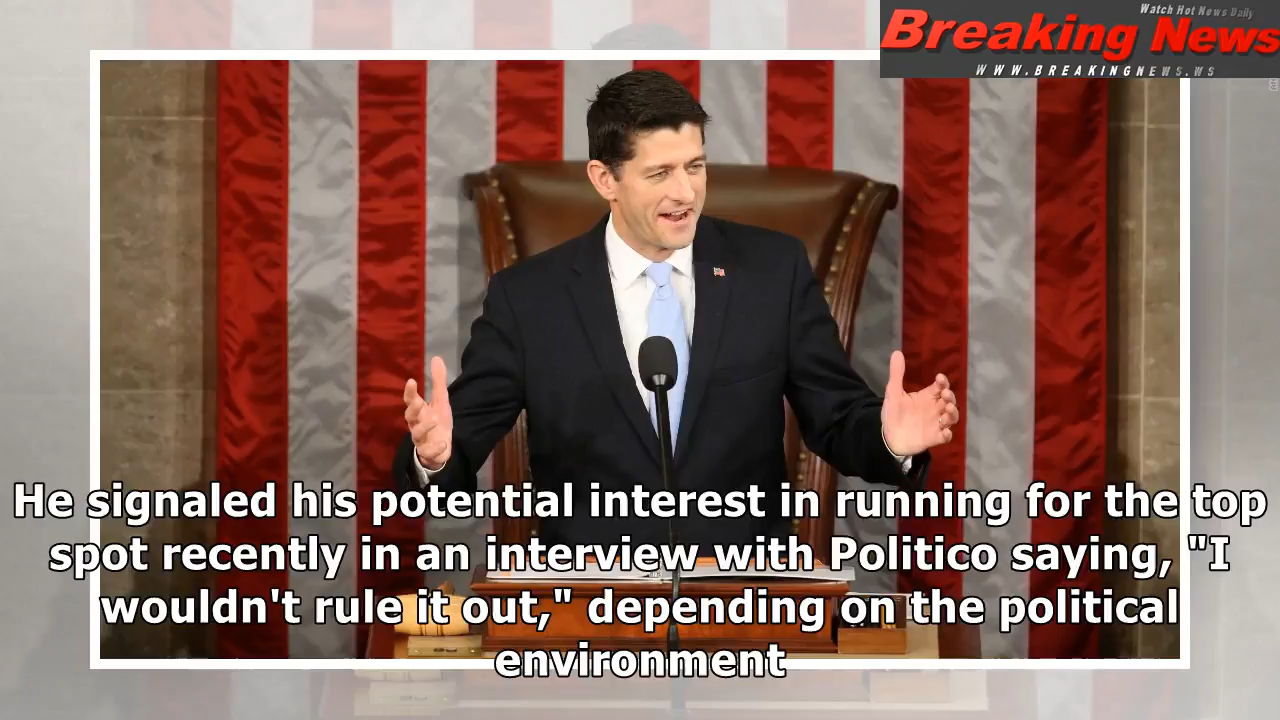 Watch Hot News Daily
Breaking News
WWW.BREAKINGNEWS.WS
He signaled his potential interest in running for the top
spot recently in an interview with Politico saying, "I
wouldn't rule it out," depending on the political
environment